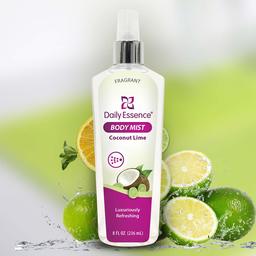 FRAGRANT
Daily Essence®
BODY MIST
Coconut Lime
Luxuriously
Refreshing
8 FL OZ (236 mL)